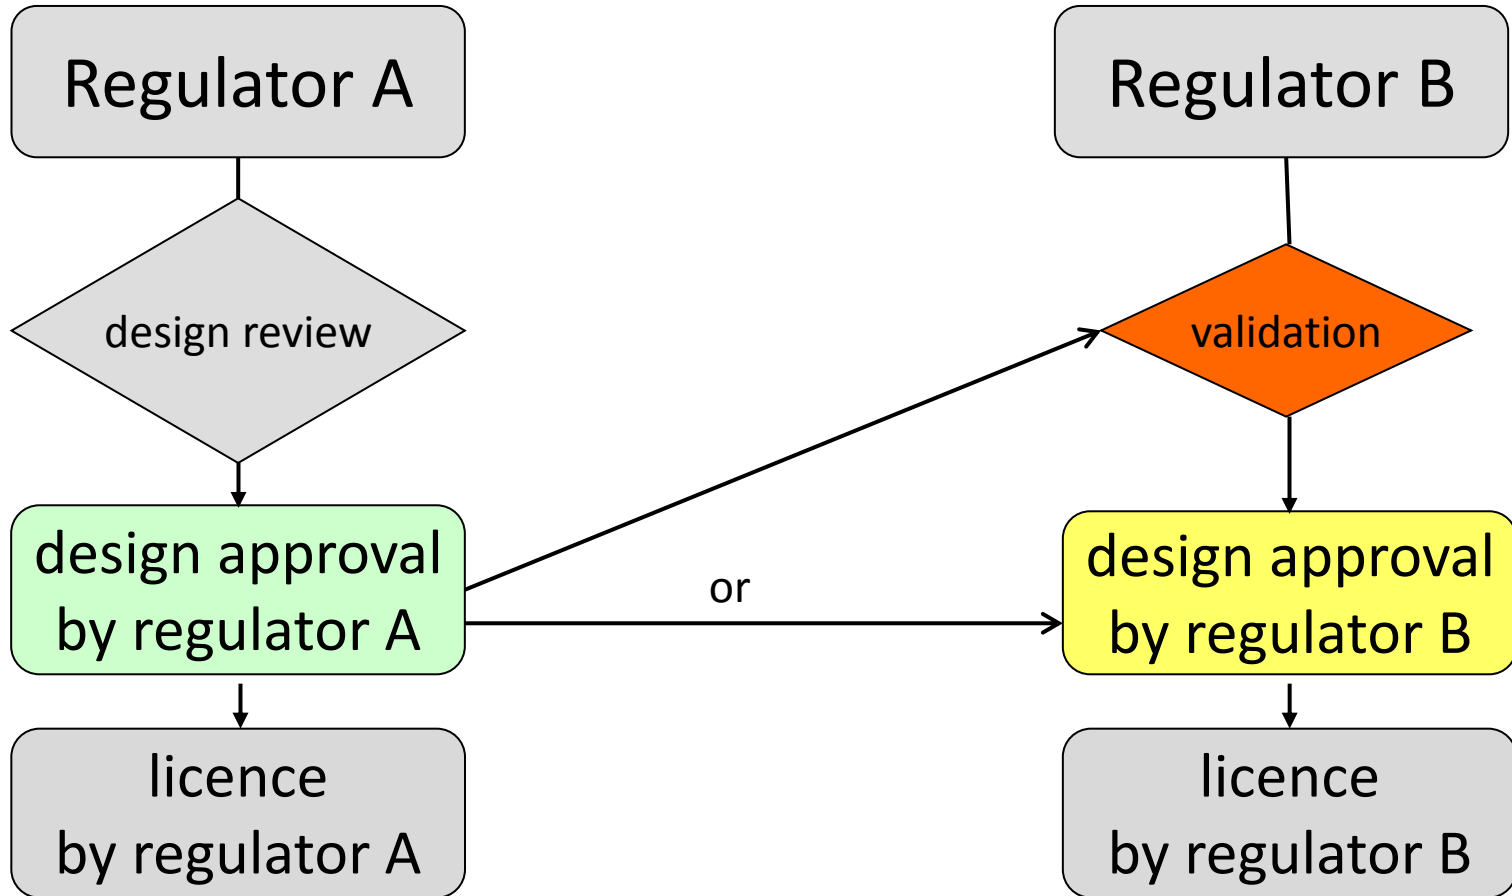 Regulator A
Regulator B
design review
validation
design approval
by regulator A
or
design approval
by regulator B
licence
by regulator A
licence
by regulator B